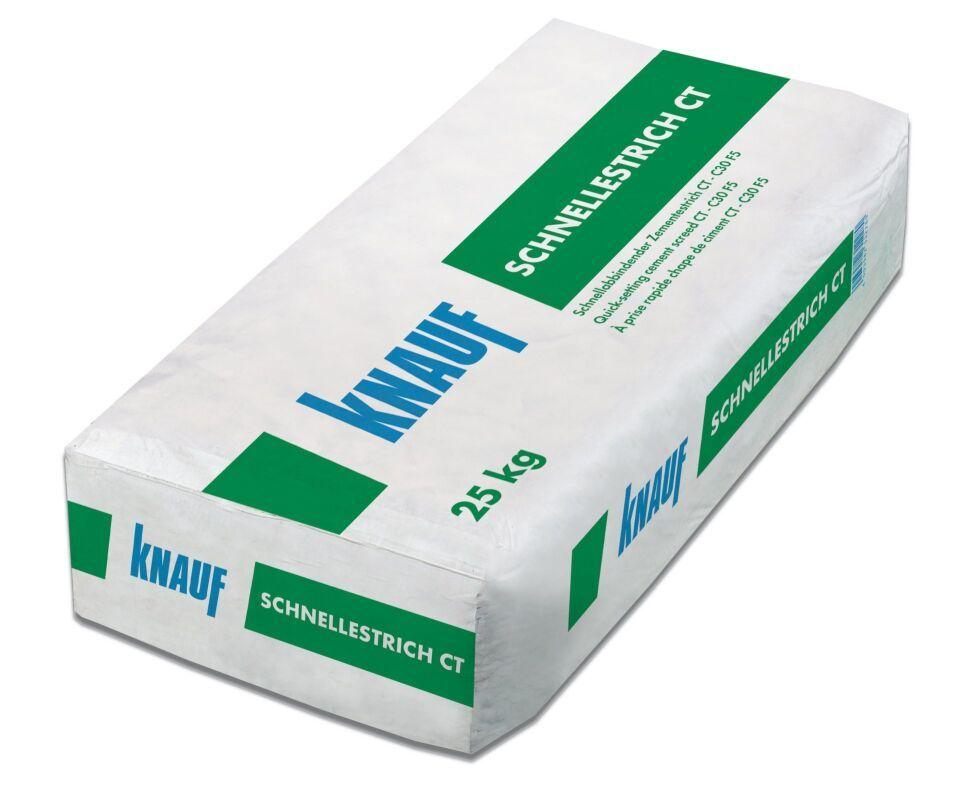 SCHNELLESTRICH CT
Schnellabbindender Zementestrich CT - C30 F5
Quick-setting cement screed CT - C30 F5
À prise rapide chape de ciment CT - C30 F5
KNAUF
25 kg
KNAUF
SCHNELLESTRICH CT
KNAUF
SCHNELLESTRICH CT